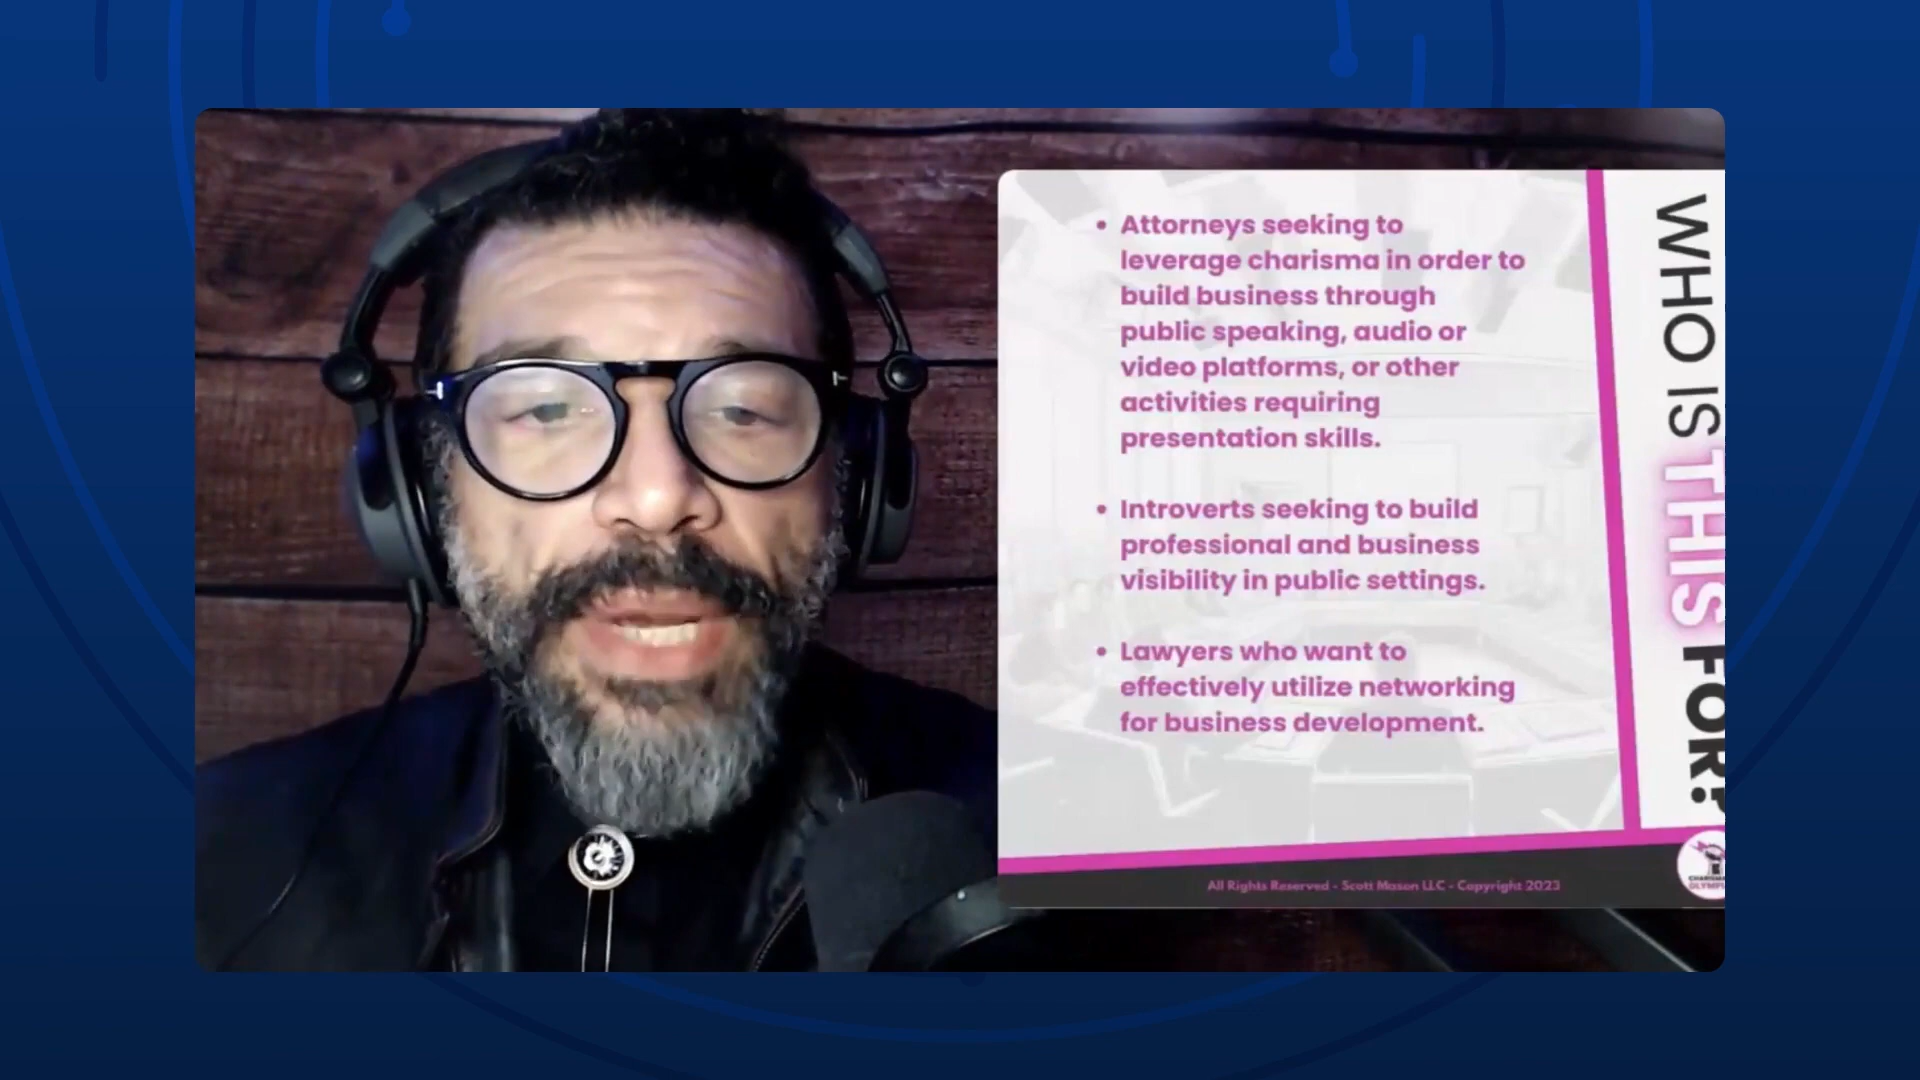 • Attorneys seeking to
leverage charisma in order to
build business through
public speaking, audio or
video platforms, or other
activities requiring
presentation skills.
• Introverts seeking to build
professional and business
visibility in public settings.
• Lawyers who want to
effectively utilize networking
for business development.
WHO IS THIS FOR?
All Rights Reserved - Scott Mason LLC - Copyright 2023